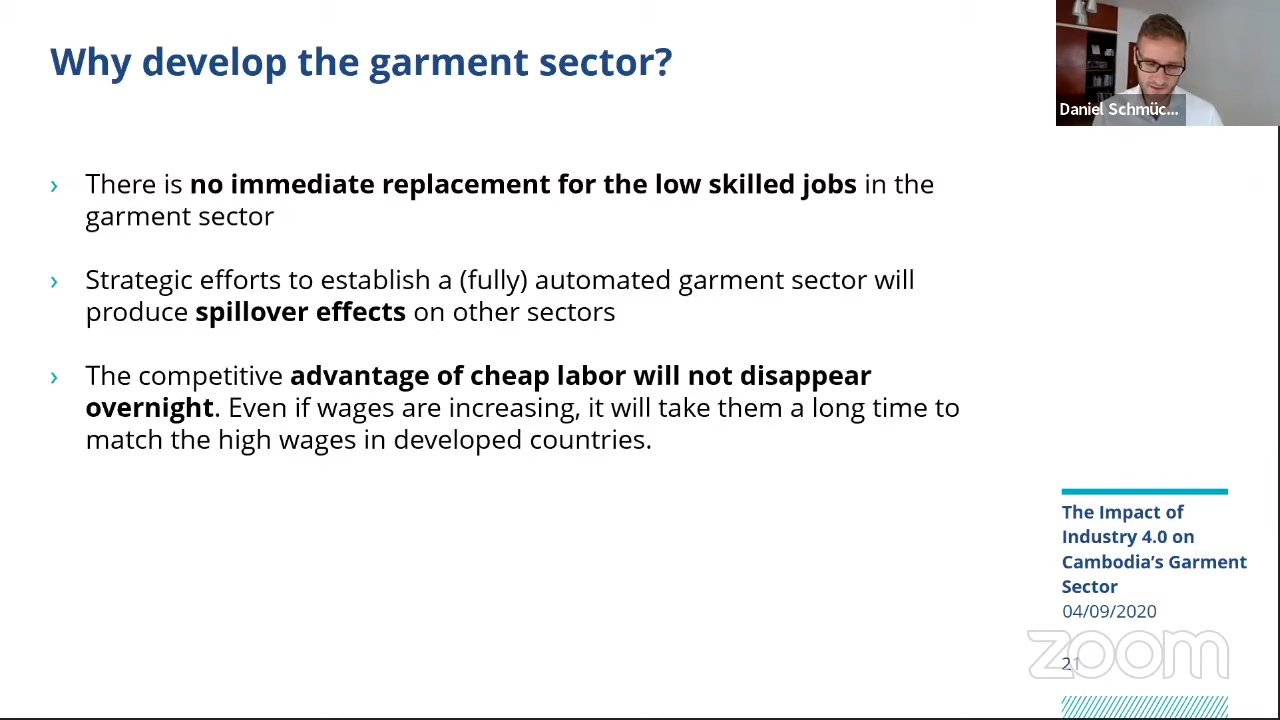 Why develop the garment sector?
Daniel Schmüc...
› There is no immediate replacement for the low skilled jobs in the
garment sector
› Strategic efforts to establish a (fully) automated garment sector will
produce spillover effects on other sectors
› The competitive advantage of cheap labor will not disappear
overnight. Even if wages are increasing, it will take them a long time to
match the high wages in developed countries.
The Impact of
Industry 4.0 on
Cambodia's Garment
Sector
04/09/2020
zoom
21